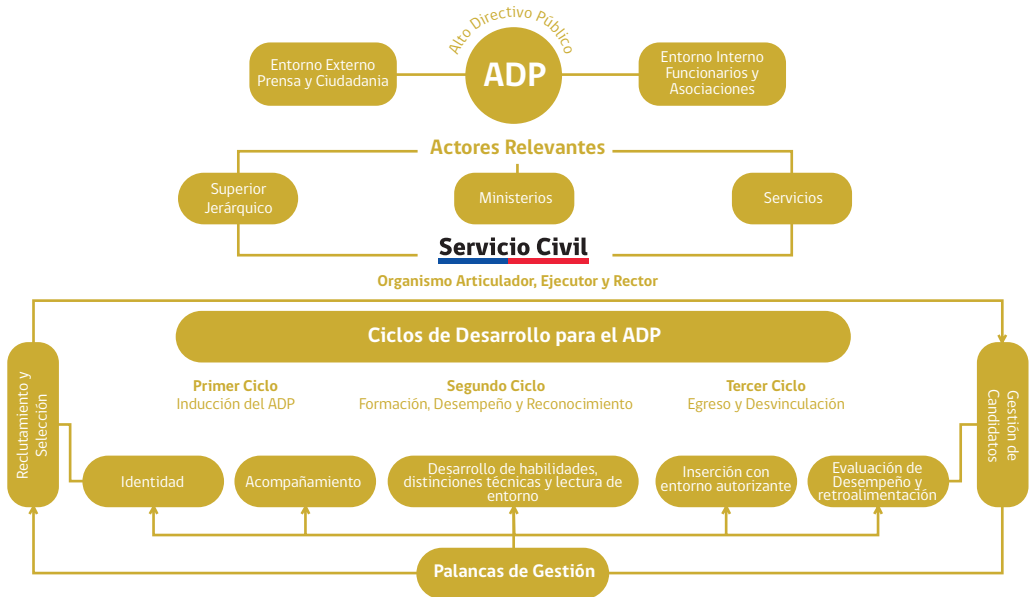 Alto Directivo Público
ADP
Entorno Externo
Prensa y Ciudadania
Entorno Interno
Funcionarios y
Asociaciones
Actores Relevantes
Superior
Jerárquico
Ministerios
Servicios
Servicio Civil
Organismo Articulador, Ejecutor y Rector
Ciclos de Desarrollo para el ADP
Primer Ciclo
Inducción del ADP
Segundo Ciclo
Formación, Desempeño y Reconocimiento
Tercer Ciclo
Egreso y Desvinculación
Reclutamiento y
Selección
Gestión de
Candidatos
Identidad
Acompañamiento
Desarrollo de habilidades,
distinciones técnicas y lectura de
entorno
Inserción con
entorno autorizante
Evaluación de
Desempeño y
retroalimentación
Palancas de Gestión